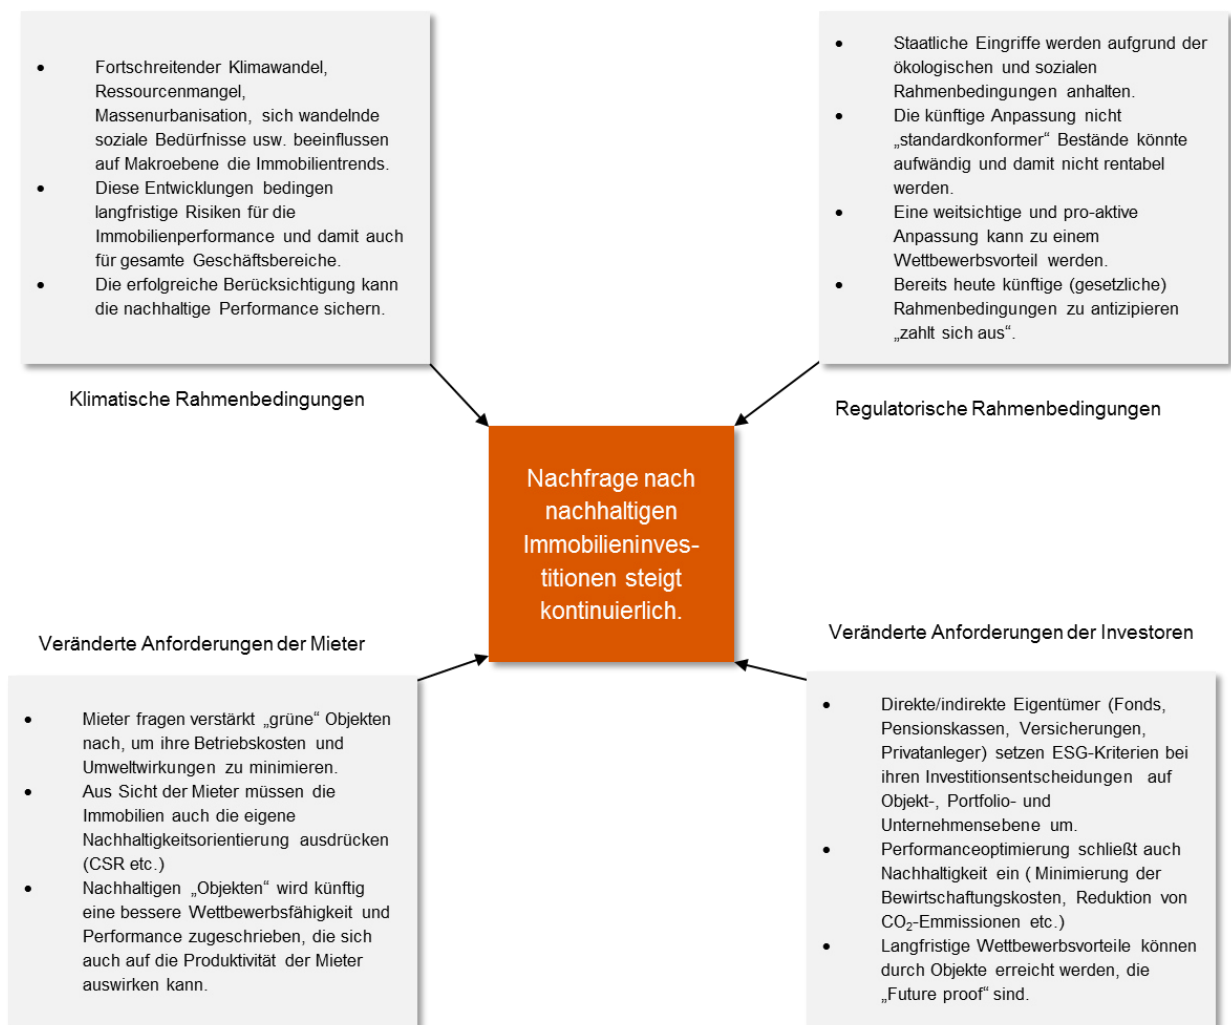 • Fortschreitender Klimawandel,
Ressourcenmangel,
Massenurbanisation, sich wandelnde
soziale Bedürfnisse usw. beeinflussen
auf Makroebene die Immobilientrends.
• Diese Entwicklungen bedingen
langfristige Risiken für die
Immobilienperformance und damit auch
für gesamte Geschäftsbereiche.
• Die erfolgreiche Berücksichtigung kann
die nachhaltige Performance sichern.
Klimatische Rahmenbedingungen
• Staatliche Eingriffe werden aufgrund der
ökologischen und sozialen
Rahmenbedingungen anhalten.
• Die künftige Anpassung nicht
„standardkonformer“ Bestände könnte
aufwändig und damit nicht rentabel
werden.
• Eine weitsichtige und pro-aktive
Anpassung kann zu einem
Wettbewerbsvorteil werden.
• Bereits heute künftige (gesetzliche)
Rahmenbedingungen zu antizipieren
„zahlt sich aus“.
Regulatorische Rahmenbedingungen
Nachfrage nach
nachhaltigen
Immobilieninves-
titionen steigt
kontinuierlich.
Veränderte Anforderungen der Mieter
• Mieter fragen verstärkt „grüne“ Objekten
nach, um ihre Betriebskosten und
Umweltwirkungen zu minimieren.
• Aus Sicht der Mieter müssen die
Immobilien auch die eigene
Nachhaltigkeitsorientierung ausdrücken
(CSR etc.)
• Nachhaltigen „Objekten“ wird künftig
eine bessere Wettbewerbsfähigkeit und
Performance zugeschrieben, die sich
auch auf die Produktivität der Mieter
auswirken kann.
Veränderte Anforderungen der Investoren
• Direkte/indirekte Eigentümer (Fonds,
Pensionskassen, Versicherungen,
Privatanleger) setzen ESG-Kriterien bei
ihren Investitionsentscheidungen auf
Objekt-, Portfolio- und
Unternehmensebene um.
• Performanceoptimierung schließt auch
Nachhaltigkeit ein ( Minimierung der
Bewirtschaftungskosten, Reduktion von
CO₂-Emmissionen etc.)
• Langfristige Wettbewerbsvorteile können
durch Objekte erreicht werden, die
„Future proof“ sind.